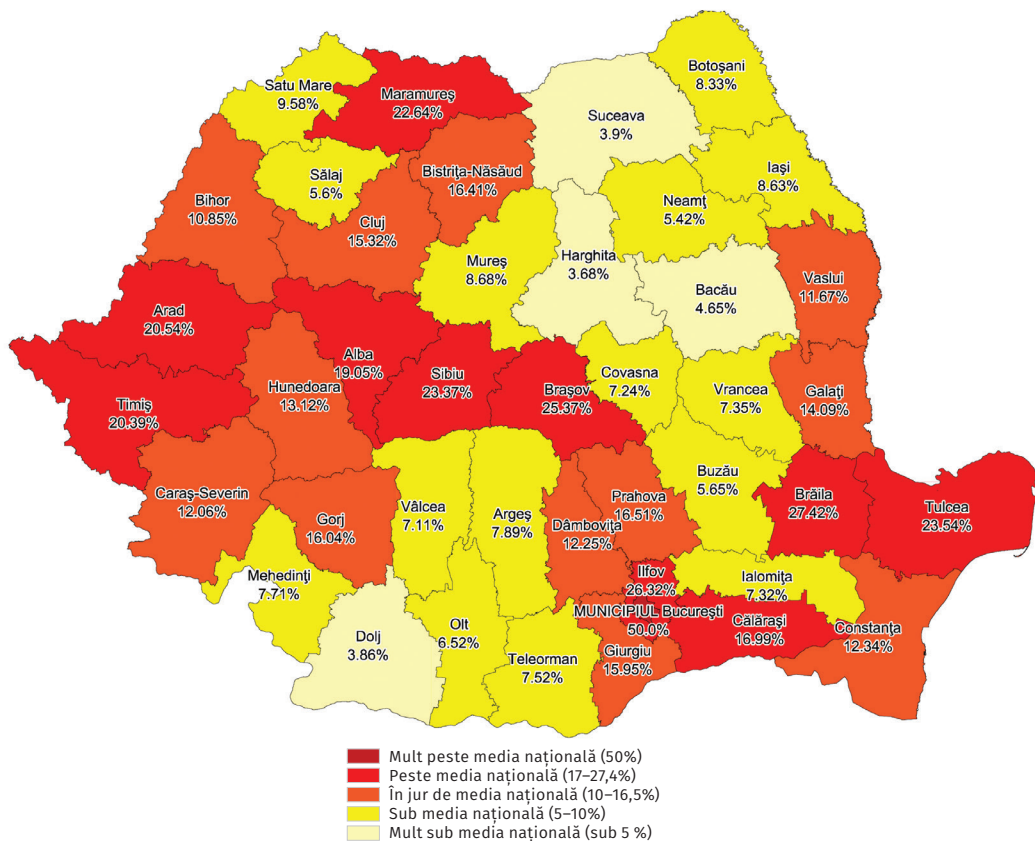 Satu Mare
9.58%
Maramureş
22.64%
Botoşani
8.33%
Suceava
3.9%
Iaşi
8.63%
Sălaj
5.6%
Bistriţa-Năsăud
16.41%
Neamţ
5.42%
Bihor
10.85%
Cluj
15.32%
Mureş
8.68%
Harghita
3.68%
Bacău
4.65%
Vaslui
11.67%
Arad
20.54%
Alba
19.05%
Sibiu
23.37%
Braşov
25.37%
Covasna
7.24%
Vrancea
7.35%
Galaţi
14.09%
Hunedoara
13.12%
Timiş
20.39%
Caraş-Severin
12.06%
Gorj
16.04%
Vâlcea
7.11%
Argeş
7.89%
Dâmboviţa
12.25%
Prahova
16.51%
Buzău
5.65%
Brăila
27.42%
Tulcea
23.54%
Mehedinţi
7.71%
Ilfov
26.32%
Ialomiţa
7.32%
MUNICIPIUL Bucureşti
50.0%
Călăraşi
16.99%
Constanţa
12.34%
Dolj
3.86%
Olt
6.52%
Teleorman
7.52%
Giurgiu
15.95%
Mult peste media națională (50%)
Peste media națională (17–27,4%)
În jur de media națională (10–16,5%)
Sub media națională (5–10%)
Mult sub media națională (sub 5 %)